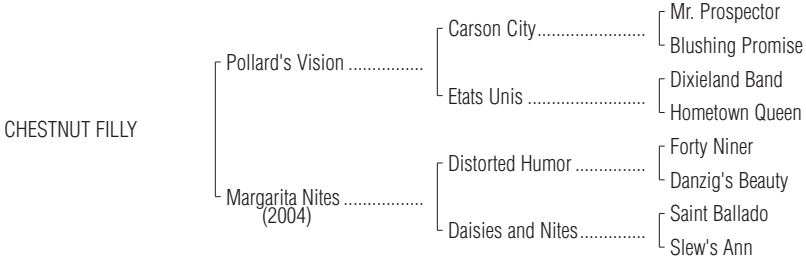 Mr. Prospector
Carson City.......................
Blushing Promise
Pollard's Vision ................
Dixieland Band
Etats Unis .........................
Hometown Queen
CHESTNUT FILLY
Forty Niner
Distorted Humor ...............
Danzig's Beauty
Margarita Nites .................
(2004)
Saint Ballado
Daisies and Nites..............
Slew's Ann